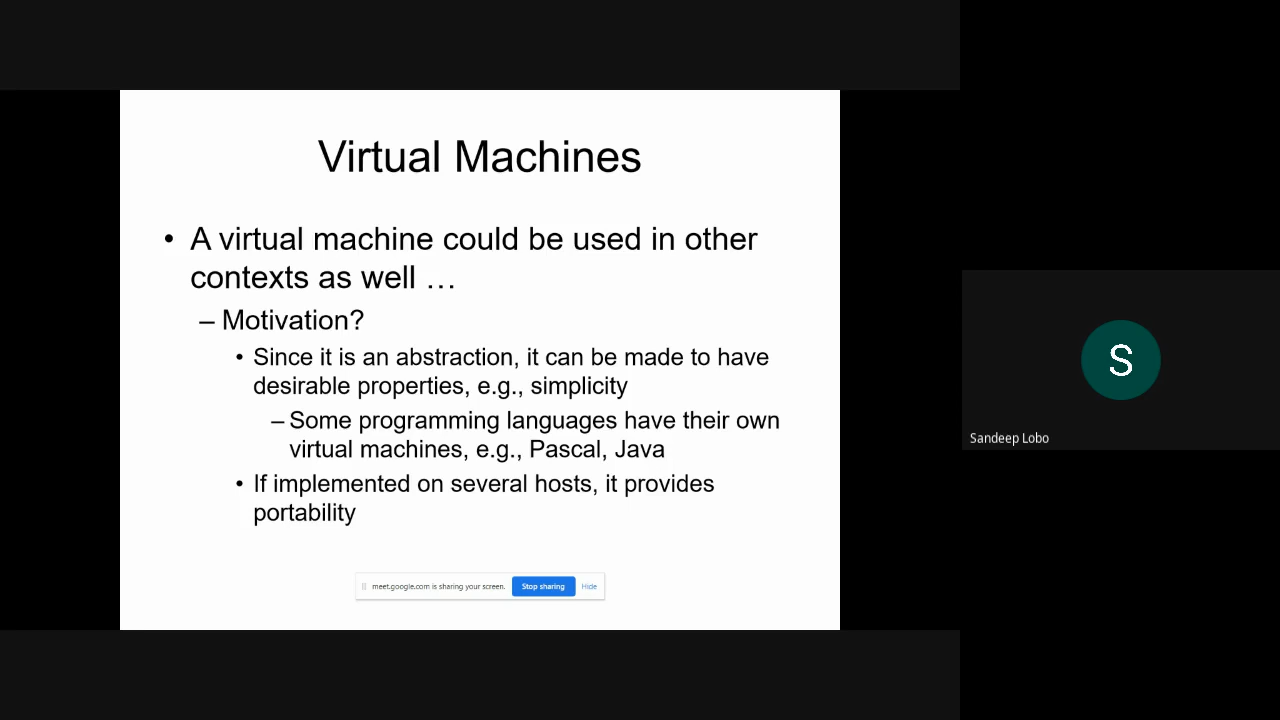 Virtual Machines
• A virtual machine could be used in other
contexts as well …
– Motivation?
• Since it is an abstraction, it can be made to have
desirable properties, e.g., simplicity
– Some programming languages have their own
virtual machines, e.g., Pascal, Java
• If implemented on several hosts, it provides
portability
meet.google.com is sharing your screen. Stop sharing Hide
S
Sandeep Lobo